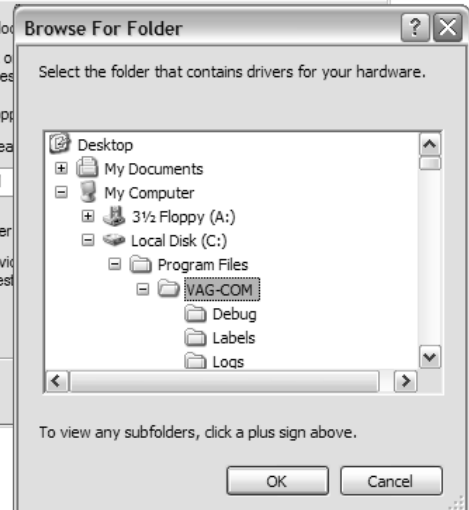 Browse For Folder
Select the folder that contains drivers for your hardware.
Desktop
My Documents
My Computer
3½ Floppy (A:)
Local Disk (C:)
Program Files
VAG-COM
Debug
Labels
Logs
To view any subfolders, click a plus sign above.
OK
Cancel